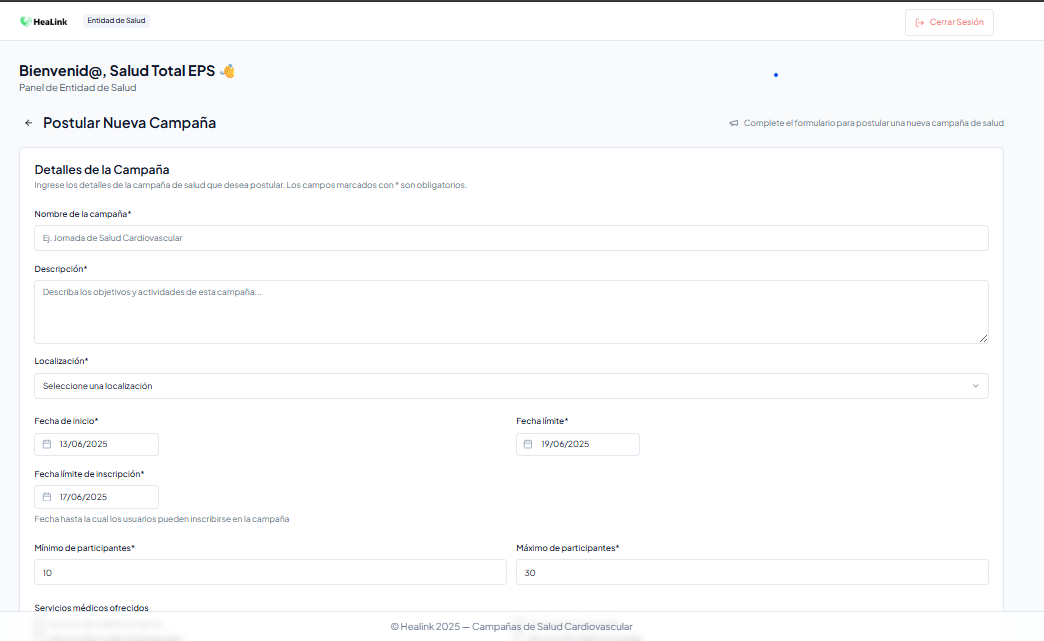 HeaLink
Entidad de Salud
Cerrar Sesión
Bienvenid@, Salud Total EPS 👋
Panel de Entidad de Salud
← Postular Nueva Campaña
Complete el formulario para postular una nueva campaña de salud
Detalles de la Campaña
Ingrese los detalles de la campaña de salud que desea postular. Los campos marcados con * son obligatorios.
Nombre de la campaña*
Ej. Jornada de Salud Cardiovascular
Descripción*
Describa los objetivos y actividades de esta campaña...
Localización*
Seleccione una localización
Fecha de inicio*
Fecha límite*
13/06/2025
19/06/2025
Fecha límite de inscripción*
17/06/2025
Fecha hasta la cual los usuarios pueden inscribirse en la campaña
Mínimo de participantes*
Máximo de participantes*
10
30
Servicios médicos ofrecidos
© Healink 2025 — Campañas de Salud Cardiovascular